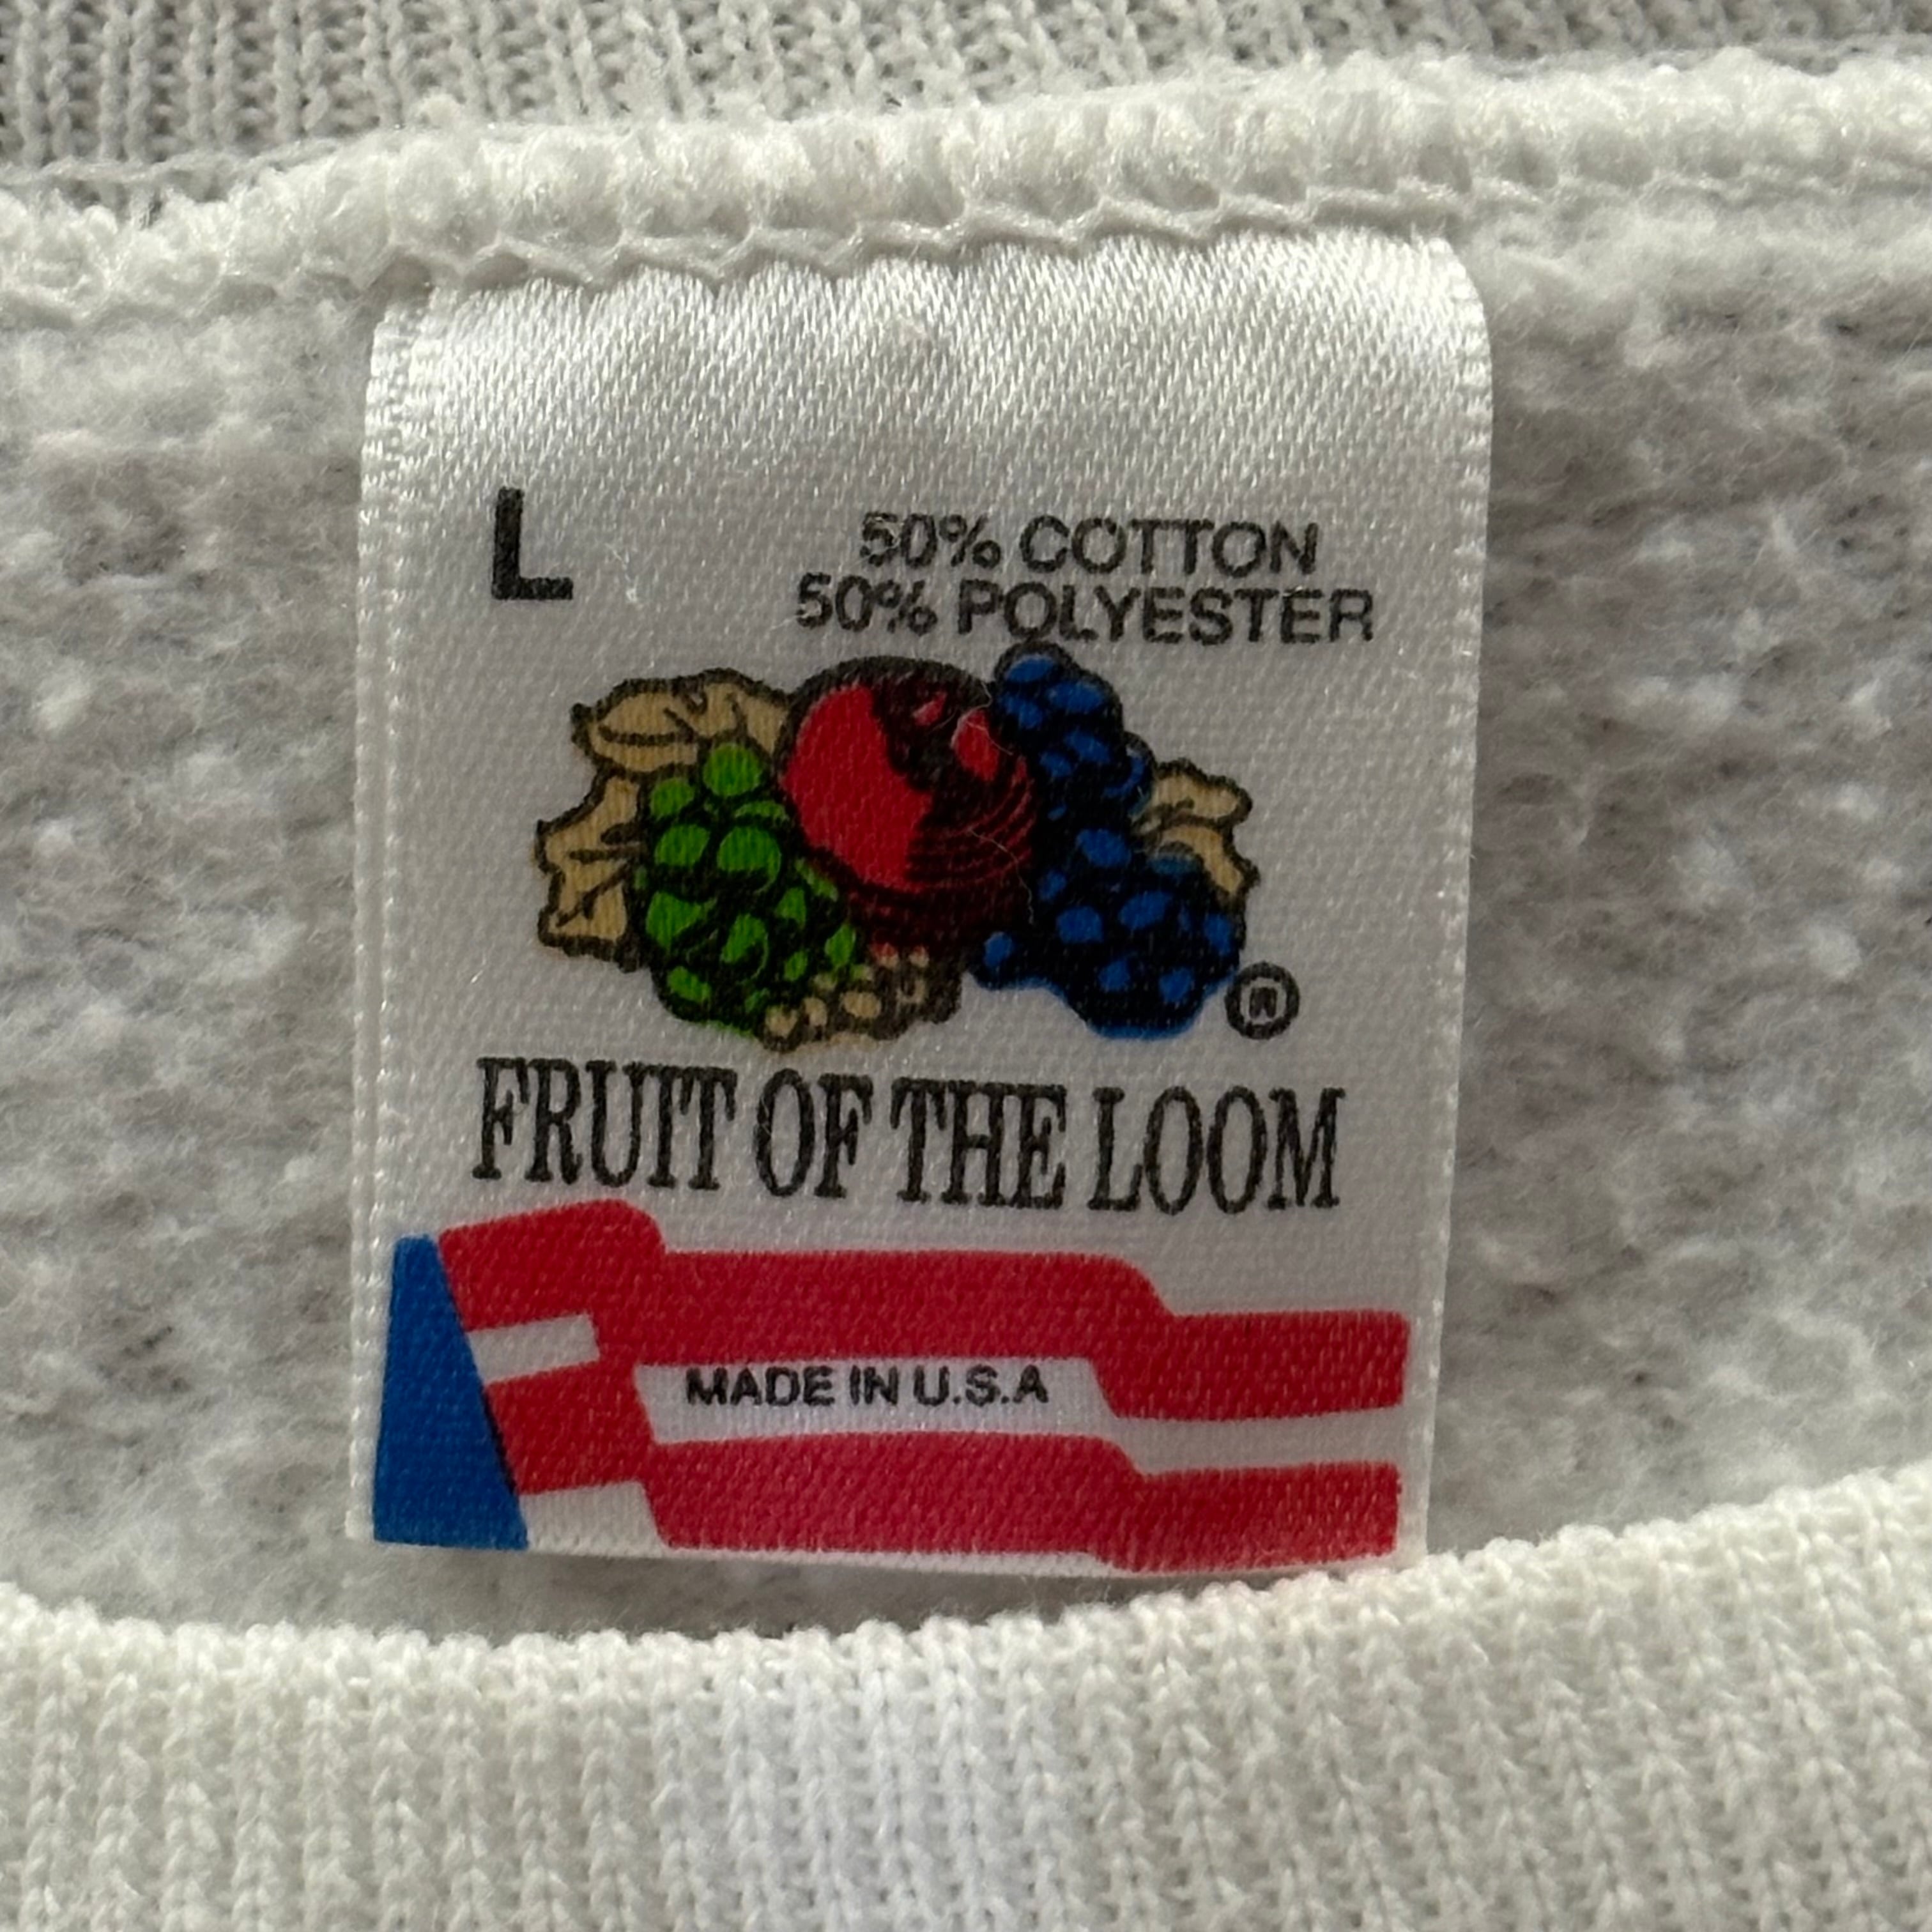 L
50% COTTON
50% POLYESTER
®
FRUIT OF THE LOOM
MADE IN U.S.A